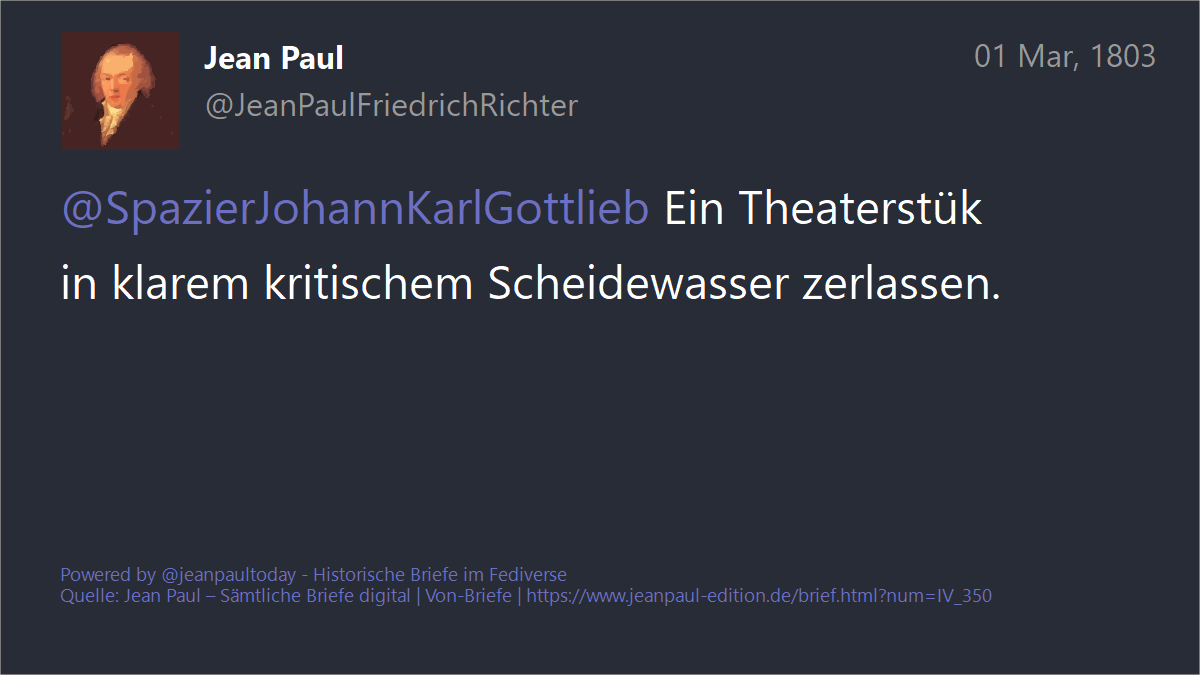 Jean Paul
01 Mar, 1803
@JeanPaulFriedrichRichter
@SpazierJohannKarlGottlieb Ein Theaterstük
in klarem kritischem Scheidewasser zerlassen.
Powered by @jeanpaultoday - Historische Briefe im Fediverse
Quelle: Jean Paul – Sämtliche Briefe digital | Von-Briefe | https://www.jeanpaul-edition.de/brief.html?num=IV_350